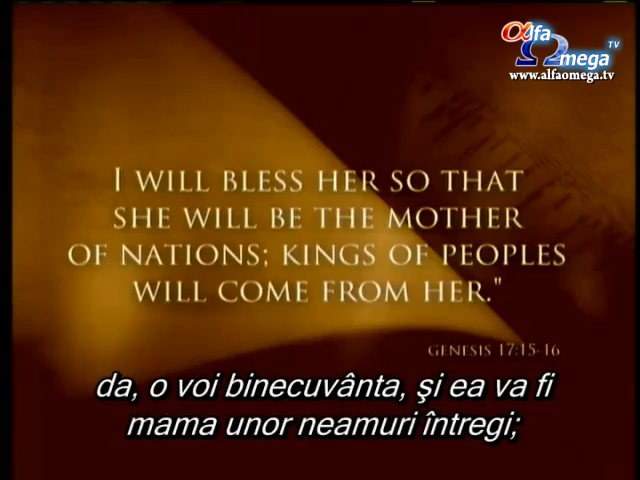 αlfa
Ωmega TV
www.alfaomega.tv
I WILL BLESS HER SO THAT
SHE WILL BE THE MOTHER
OF NATIONS; KINGS OF PEOPLES
WILL COME FROM HER."
GENESIS 17:15-16
da, o voi binecuvânta, şi ea va fi
mama unor neamuri întregi;